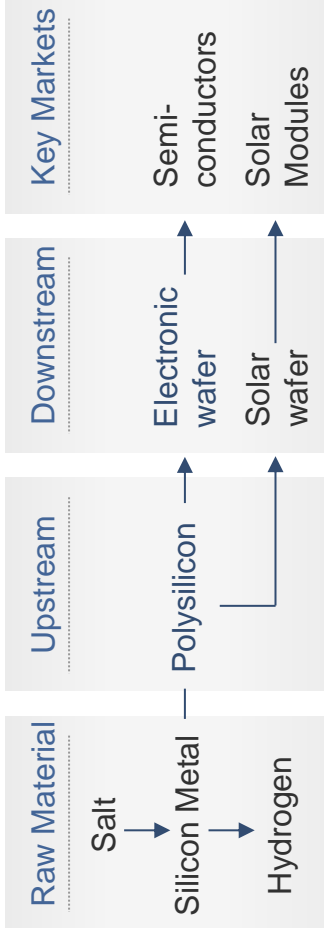 Raw Material
Salt
Silicon Metal
Hydrogen
Upstream
Polysilicon
Downstream
Electronic
wafer
Solar
wafer
Key Markets
Semi-
conductors
Solar
Modules